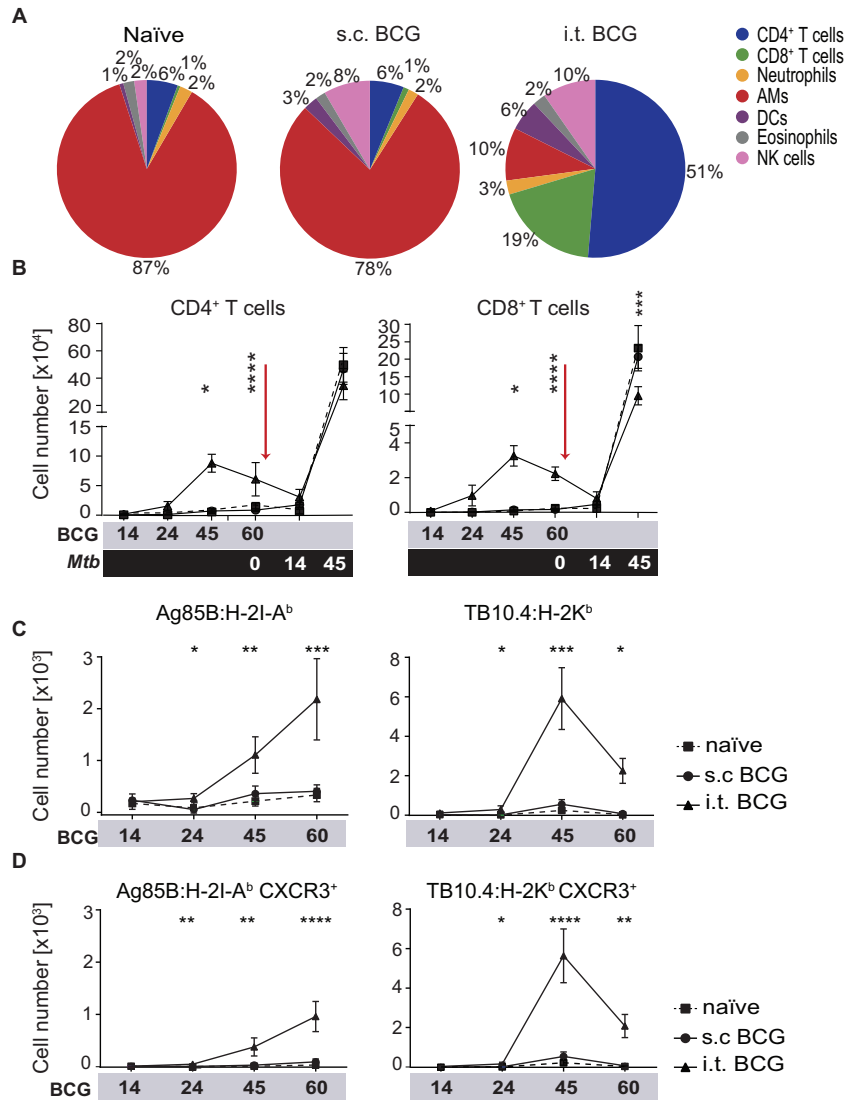 A
Naïve
s.c. BCG
i.t. BCG
2%
1%
2%
6%
1%
2%
87%
3%
2%
8%
6%
1%
2%
78%
6%
2%
10%
10%
3%
19%
51%
CD4⁺ T cells
CD8⁺ T cells
Neutrophils
AMs
DCs
Eosinophils
NK cells
B
CD4⁺ T cells
Cell number [x10⁴]
80
60
40
20
15
10
5
0
*
****
BCG 14 24 45 60
Mtb 0 14 45
CD8⁺ T cells
30
25
20
15
10
5
4
2
0
*
****
***
14 24 45 60
0 14 45
C
Ag85B:H-2I-Aᵇ
Cell number [x10³]
3
2
1
0
* ** ***
BCG 14 24 45 60
TB10.4:H-2Kᵇ
8
6
4
2
0
* *** *
14 24 45 60
naïve
s.c BCG
i.t. BCG
D
Ag85B:H-2I-Aᵇ CXCR3⁺
Cell number [x10³]
3
2
1
0
** ** ****
BCG 14 24 45 60
TB10.4:H-2Kᵇ CXCR3⁺
8
6
4
2
0
* **** **
14 24 45 60
naïve
s.c BCG
i.t. BCG